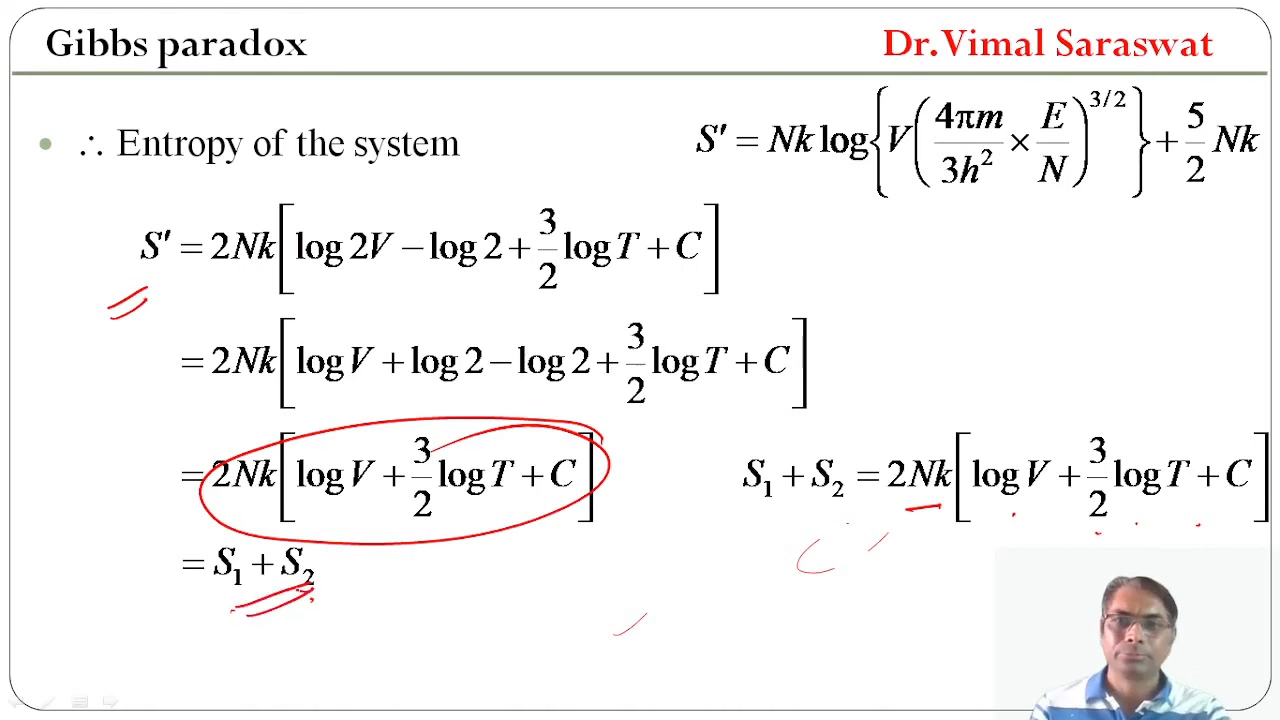 Gibbs paradox
Dr.Vimal Saraswat
∴ Entropy of the system
S′ = Nk log{V(4πm/3h² × E/N)^3/2} + 5/2 Nk
S′ = 2Nk[log 2V − log 2 + 3/2 log T + C]
= 2Nk[log V + log 2 − log 2 + 3/2 log T + C]
= 2Nk[log V + 3/2 log T + C]
S₁ + S₂ = 2Nk[log V + 3/2 log T + C]
= S₁ + S₂